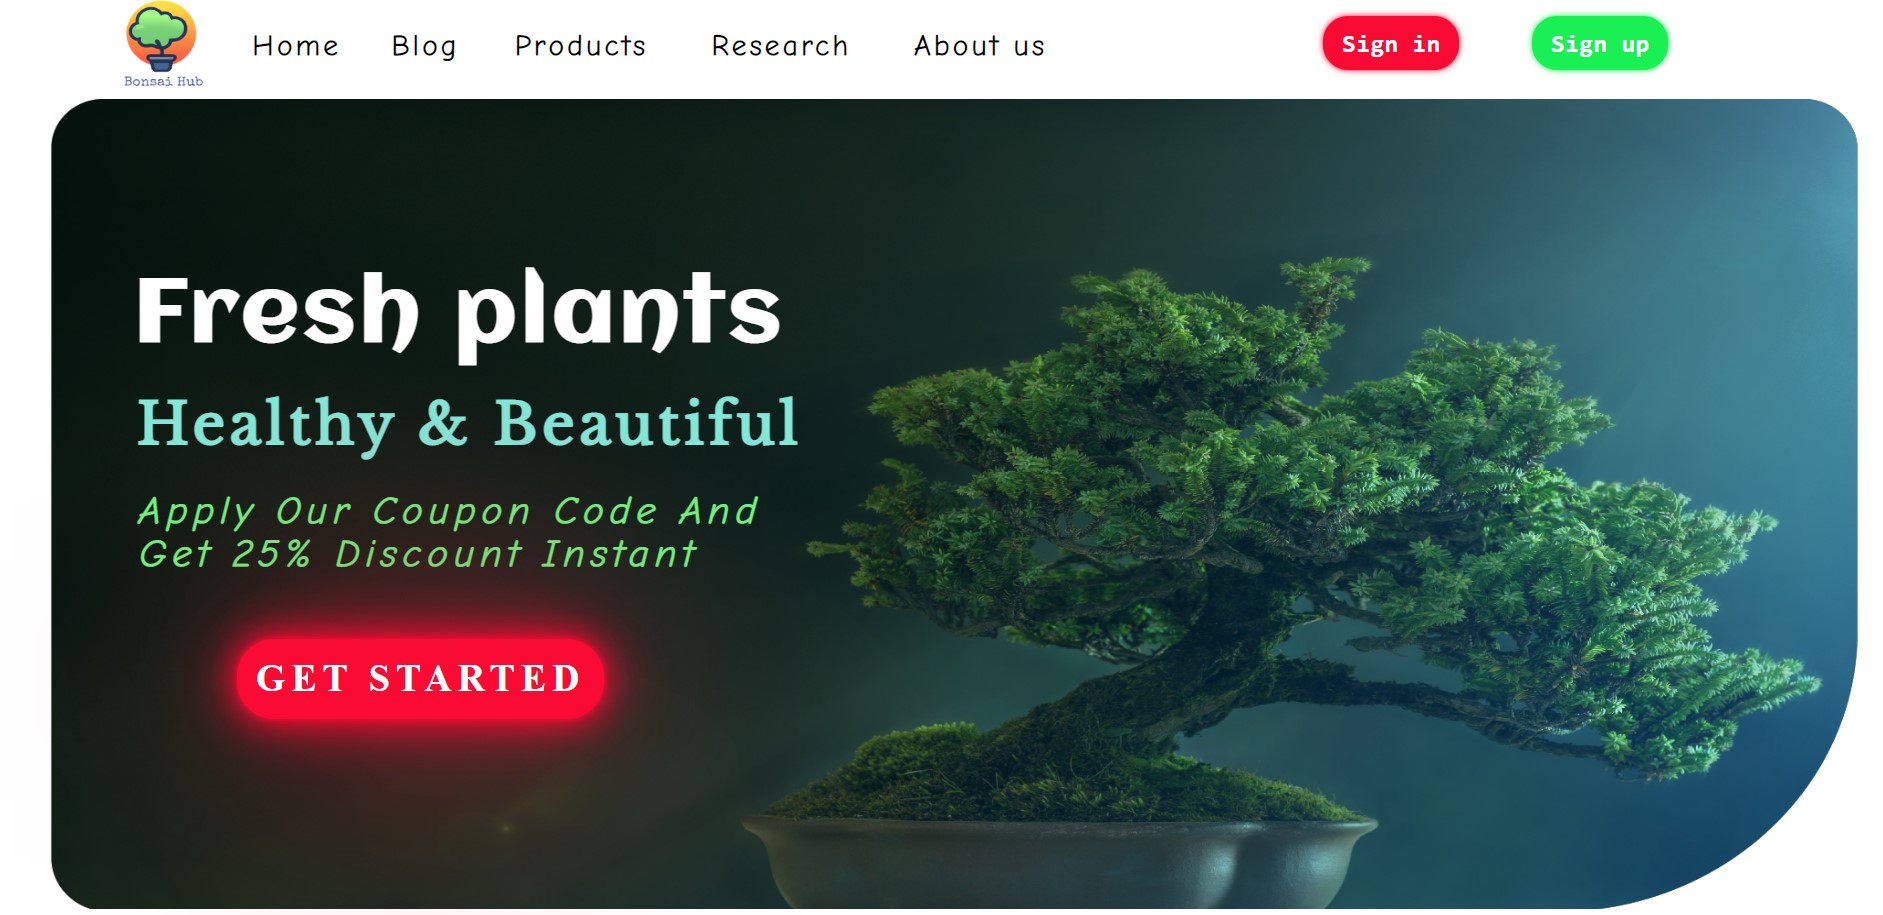 Home Blog Products Research About us Sign in Sign up
Bonsai Hub
Fresh plants
Healthy & Beautiful
Apply Our Coupon Code And
Get 25% Discount Instant
GET STARTED